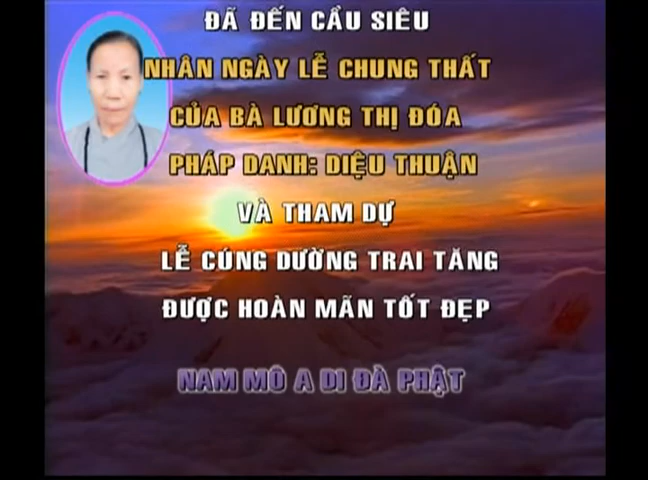 ĐÃ ĐẾN CẦU SIÊU
NHÂN NGÀY LỄ CHUNG THẤT
CỦA BÀ LƯƠNG THỊ ĐÓA
PHÁP DANH: DIỆU THUẬN
VÀ THAM DỰ
LỄ CÚNG DƯỜNG TRAI TĂNG
ĐƯỢC HOÀN MÃN TỐT ĐẸP
NAM MÔ A DI ĐÀ PHẬT